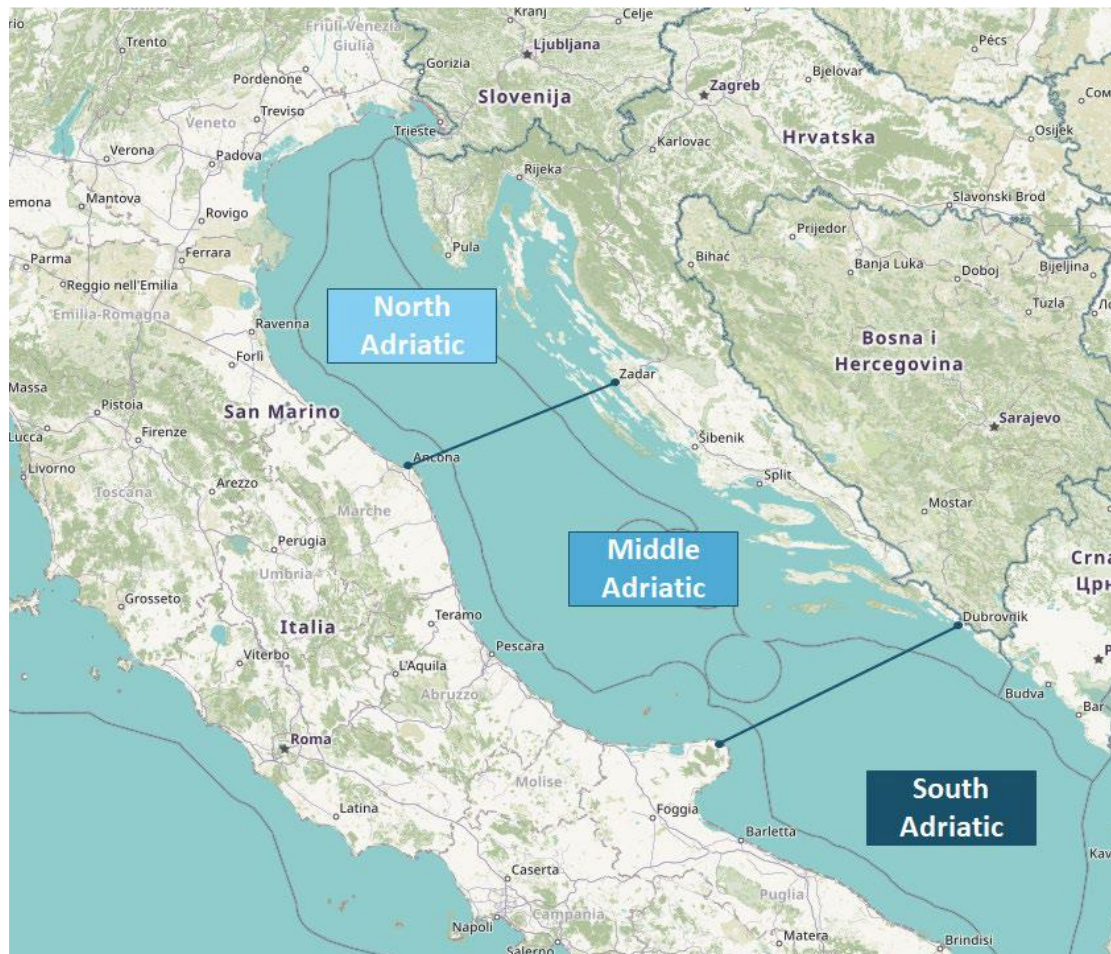 Kranj
Celje
Pécs
Trento
Friuli-Venezia
Giulia
Ljubljana
Gorizia
Pordenone
Zagreb
Bjelovar
Slovenija
Treviso
Veneto
Trieste
Hrvatska
Osijek
Verona
Padova
Karlovac
Rijeka
Mantova
Slavonski Brod
Rovigo
Pula
Prijedor
Ferrara
Bihać
Parma
Banja Luka
Doboj
Bijeljina
Reggio nell'Emilia
Tuzla
Emilia-Romagna
North
Adriatic
Ravenna
Bosna i
Hercegovina
Forlì
Zadar
Massa
Pistoia
San Marino
Sarajevo
Lucca
Firenze
Šibenik
Ancona
Livorno
Split
Arezzo
Toscana
Mostar
Marche
Perugia
Middle
Adriatic
Umbria
Grosseto
Teramo
Dubrovnik
Italia
Pescara
Viterbo
L'Aquila
Budva
Abruzzo
Bar
Roma
Molise
South
Adriatic
Latina
Foggia
Barletta
Caserta
Puglia
Campania
Napoli
Matera
Salerno
Brindisi